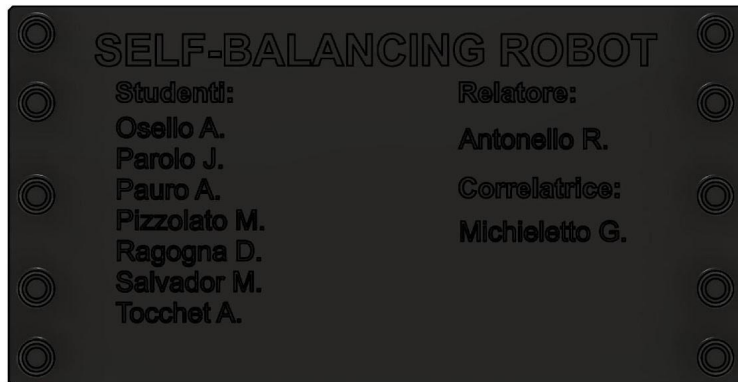 SELF-BALANCING ROBOT
Studenti:
Osello A.
Parolo J.
Pauro A.
Pizzolato M.
Ragogna D.
Salvador M.
Tocchet A.
Relatore:
Antonello R.
Correlatrice:
Michieletto G.